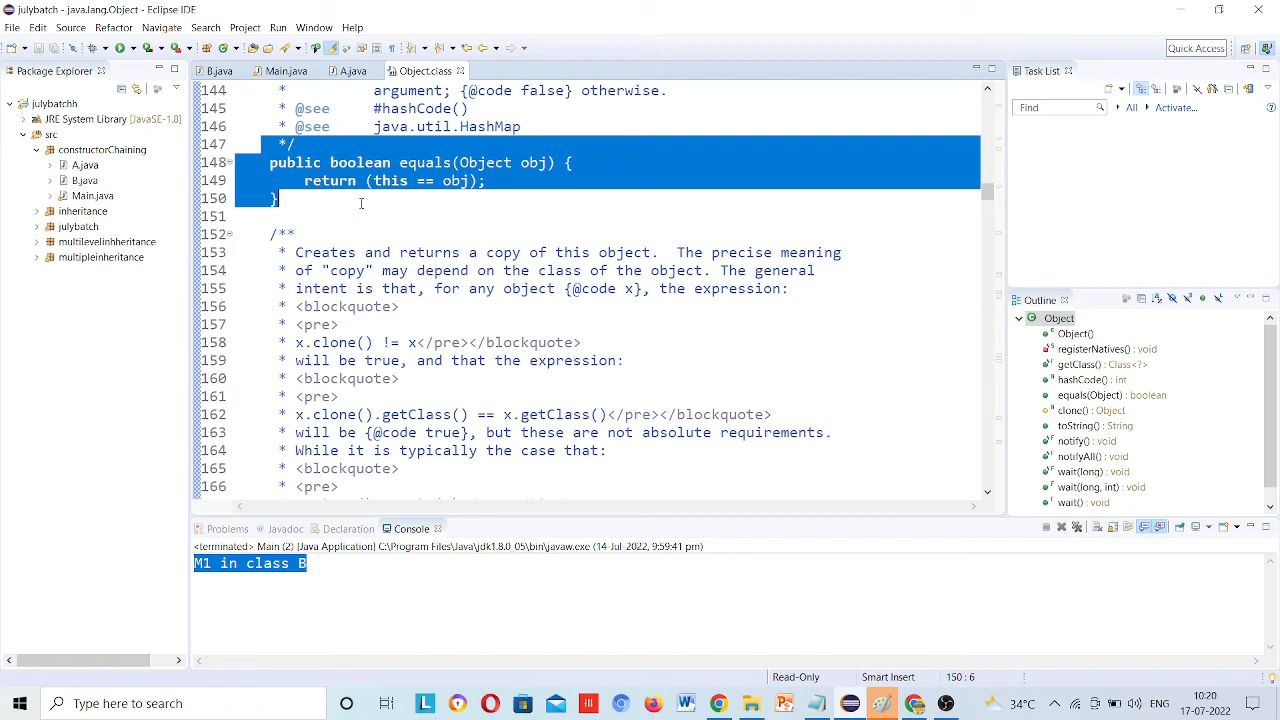 julybatch - java.lang.Object - Eclipse IDE
File Edit Source Refactor Navigate Search Project Run Window Help
Quick Access
Package Explorer
julybatchh
JRE System Library [JavaSE-1.8]
src
constructorChaining
A.java
B.java
Main.java
inheritance
julybatch
multilevelinheritance
multipleinheritance
B.java Main.java A.java Object.class
144 * argument; {@code false} otherwise.
145 * @see #hashCode()
146 * @see java.util.HashMap
147 */
148 public boolean equals(Object obj) {
149 return (this == obj);
150 }
151
152 /**
153 * Creates and returns a copy of this object. The precise meaning
154 * of "copy" may depend on the class of the object. The general
155 * intent is that, for any object {@code x}, the expression:
156 * <blockquote>
157 * <pre>
158 * x.clone() != x</pre></blockquote>
159 * will be true, and that the expression:
160 * <blockquote>
161 * <pre>
162 * x.clone().getClass() == x.getClass()</pre></blockquote>
163 * will be {@code true}, but these are not absolute requirements.
164 * While it is typically the case that:
165 * <blockquote>
166 * <pre>
Task List
Find All Activate...
Outline
Object
Object()
registerNatives() : void
getClass() : Class<?>
hashCode() : int
equals(Object) : boolean
clone() : Object
toString() : String
notify() : void
notifyAll() : void
wait(long) : void
wait(long, int) : void
wait() : void
Problems Javadoc Declaration Console
<terminated> Main (2) [Java Application] C:\Program Files\Java\jdk1.8.0_05\bin\javaw.exe (14-Jul-2022, 9:59:41 pm)
M1 in class B
Read-Only Smart Insert 150 : 6
Type here to search
34°C ENG
10:20
17-07-2022